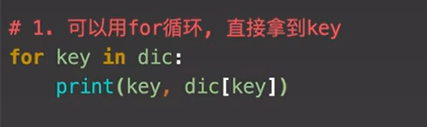 # 1. 可以用for循环, 直接拿到key
for key in dic:
    print(key, dic[key])